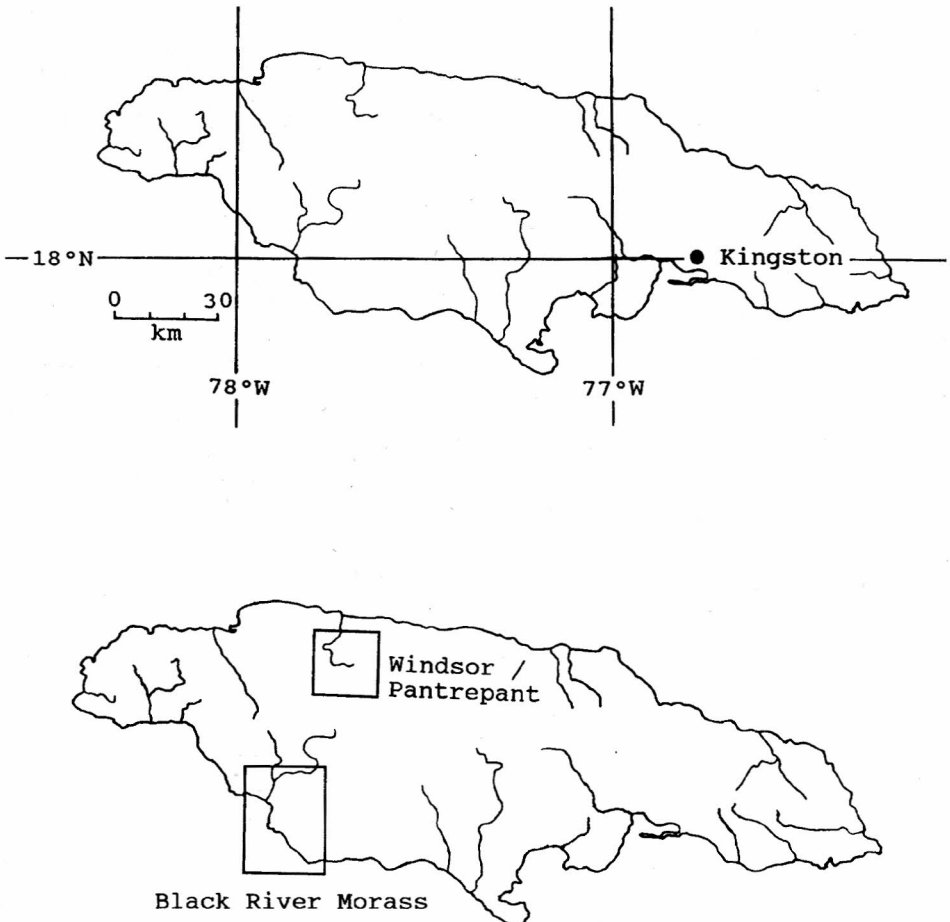 18°N
Kingston
0 30
km
78°W 77°W
Windsor /
Pantrepant
Black River Morass